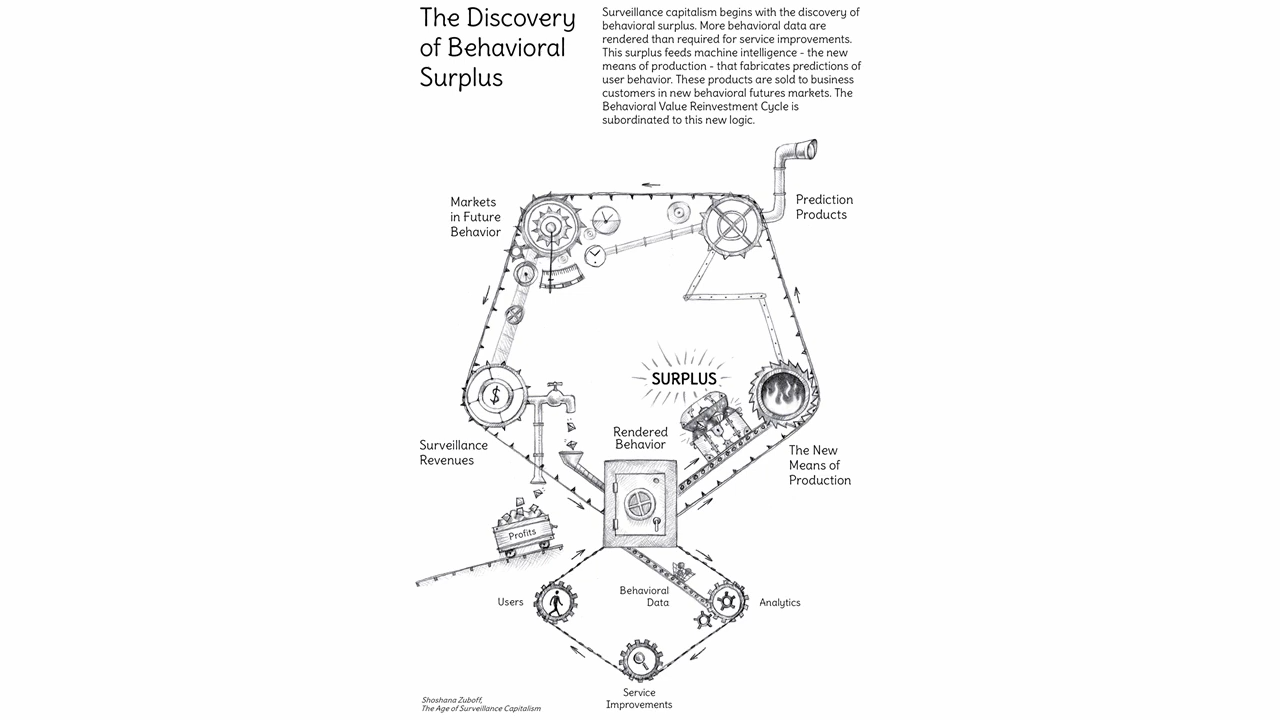 The Discovery
of Behavioral
Surplus
Surveillance capitalism begins with the discovery of
behavioral surplus. More behavioral data are
rendered than required for service improvements.
This surplus feeds machine intelligence - the new
means of production - that fabricates predictions of
user behavior. These products are sold to business
customers in new behavioral futures markets. The
Behavioral Value Reinvestment Cycle is
subordinated to this new logic.
Markets
in Future
Behavior
Prediction
Products
SURPLUS
$
Rendered
Behavior
Surveillance
Revenues
The New
Means of
Production
Profits
Users
Behavioral
Data
Analytics
Service
Improvements
Shoshana Zuboff,
The Age of Surveillance Capitalism